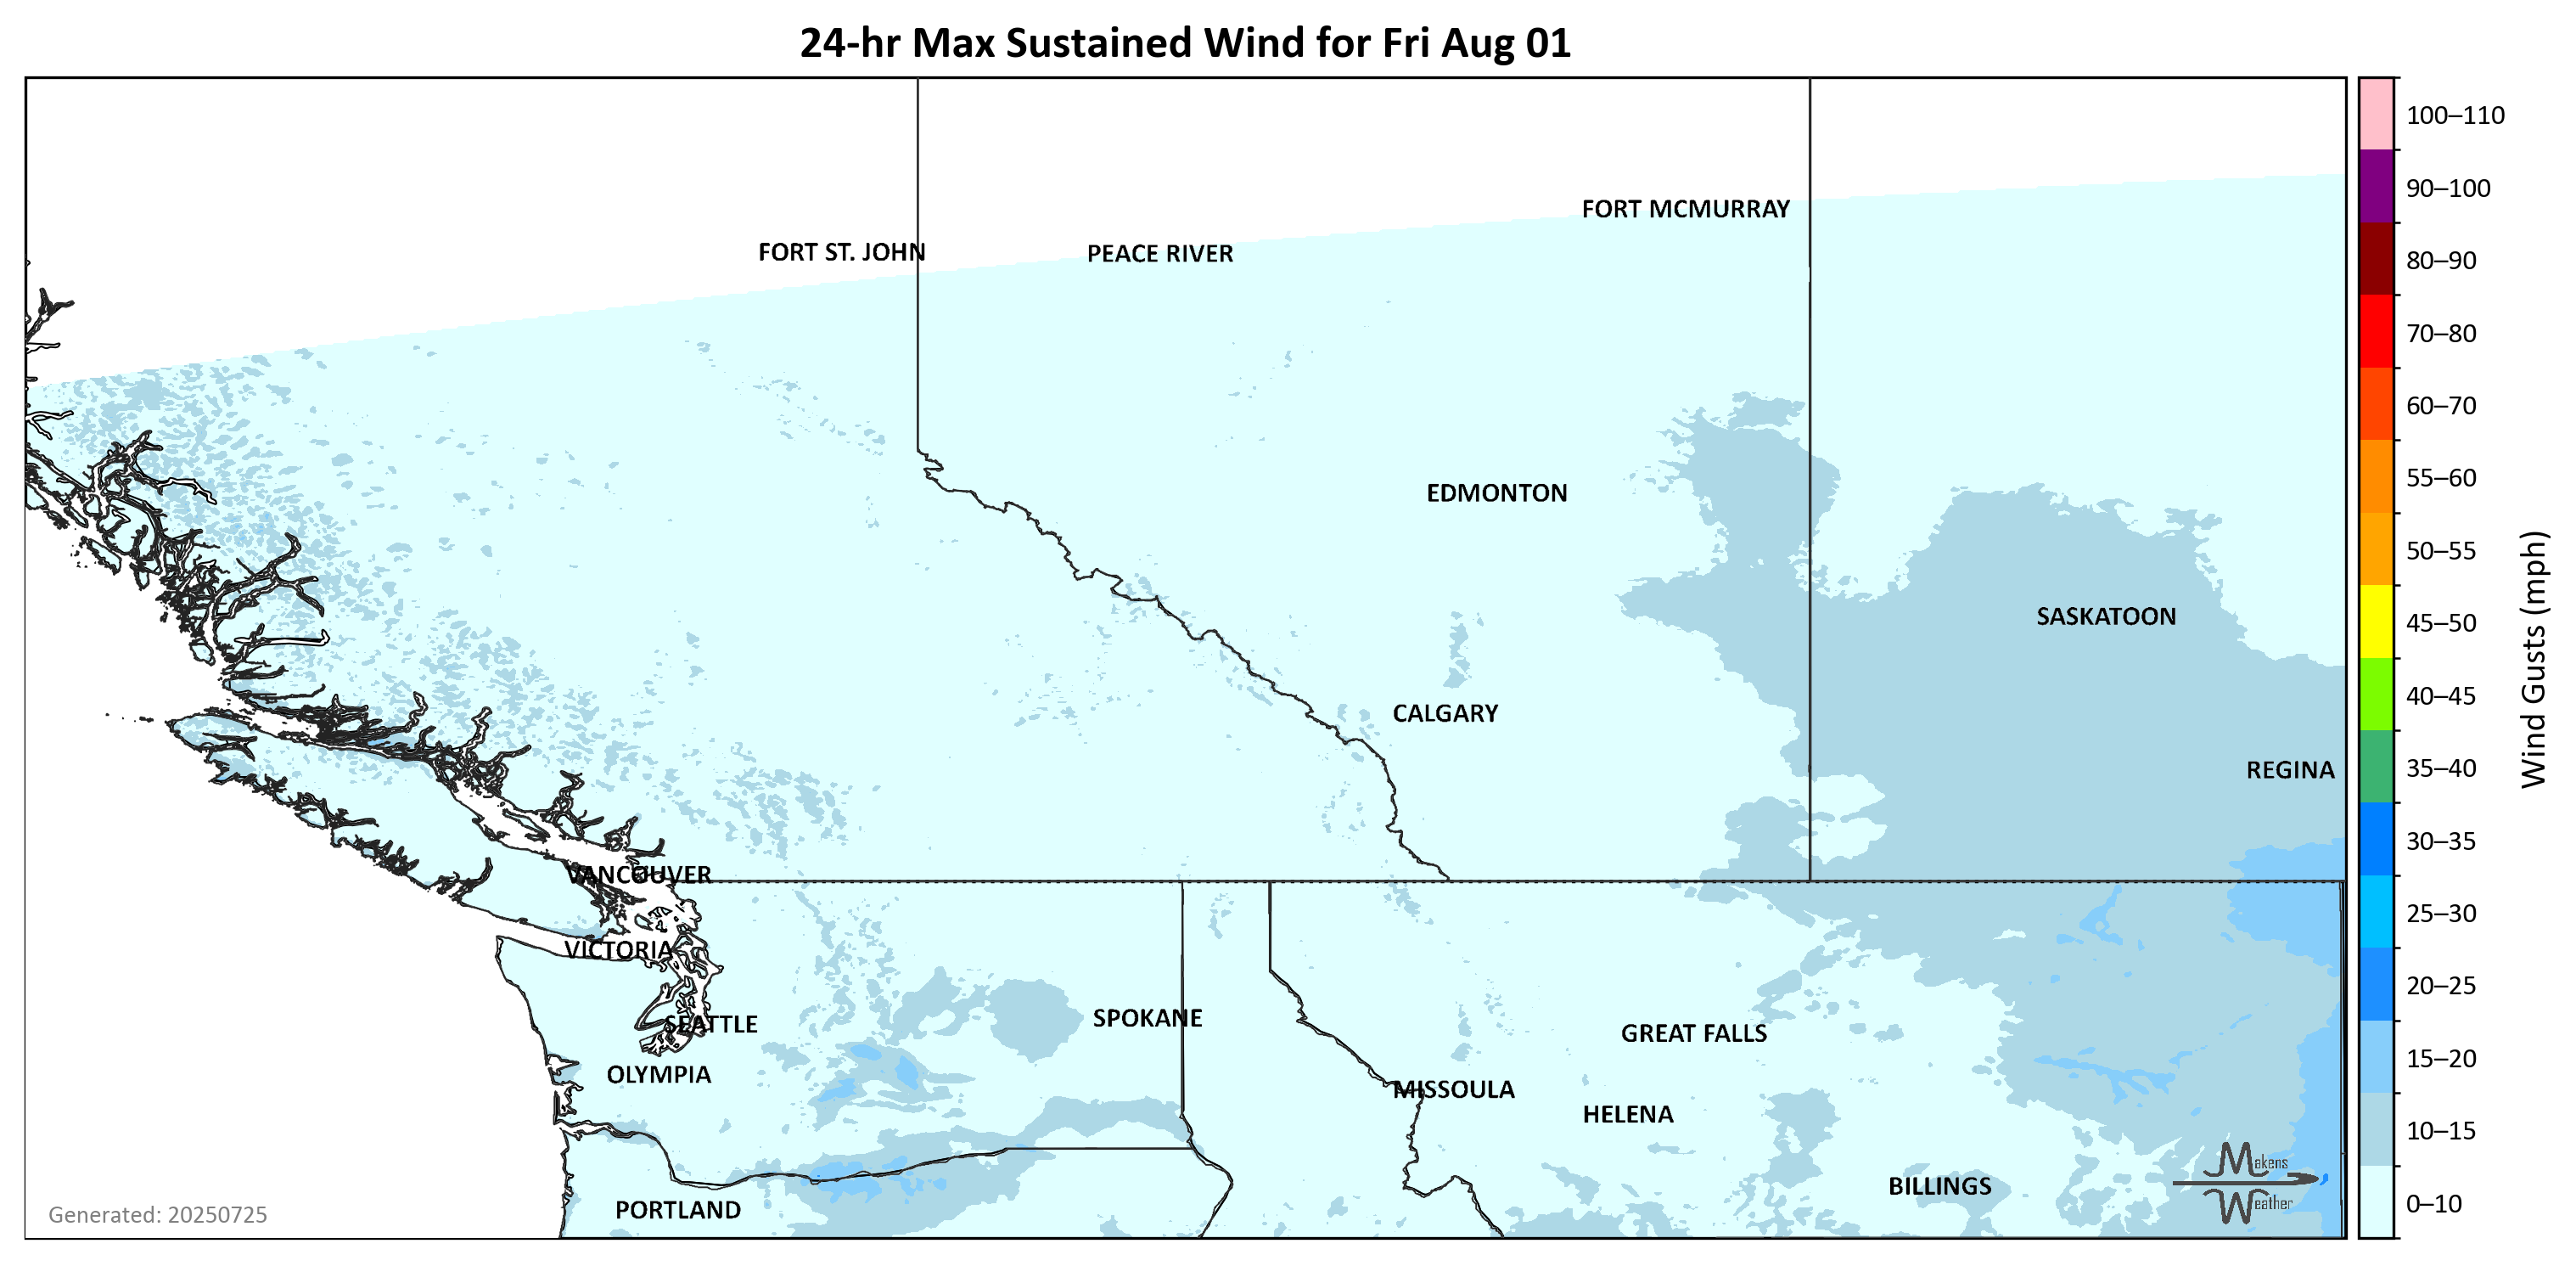 24-hr Max Sustained Wind for Fri Aug 01
100–110
90–100
80–90
70–80
60–70
55–60
50–55
45–50
40–45
35–40
30–35
25–30
20–25
15–20
10–15
0–10
Wind Gusts (mph)
FORT MCMURRAY
FORT ST. JOHN
PEACE RIVER
EDMONTON
SASKATOON
CALGARY
REGINA
VANCOUVER
VICTORIA
SEATTLE
SPOKANE
GREAT FALLS
OLYMPIA
MISSOULA
HELENA
BILLINGS
PORTLAND
Makens
Weather
Generated: 20250725